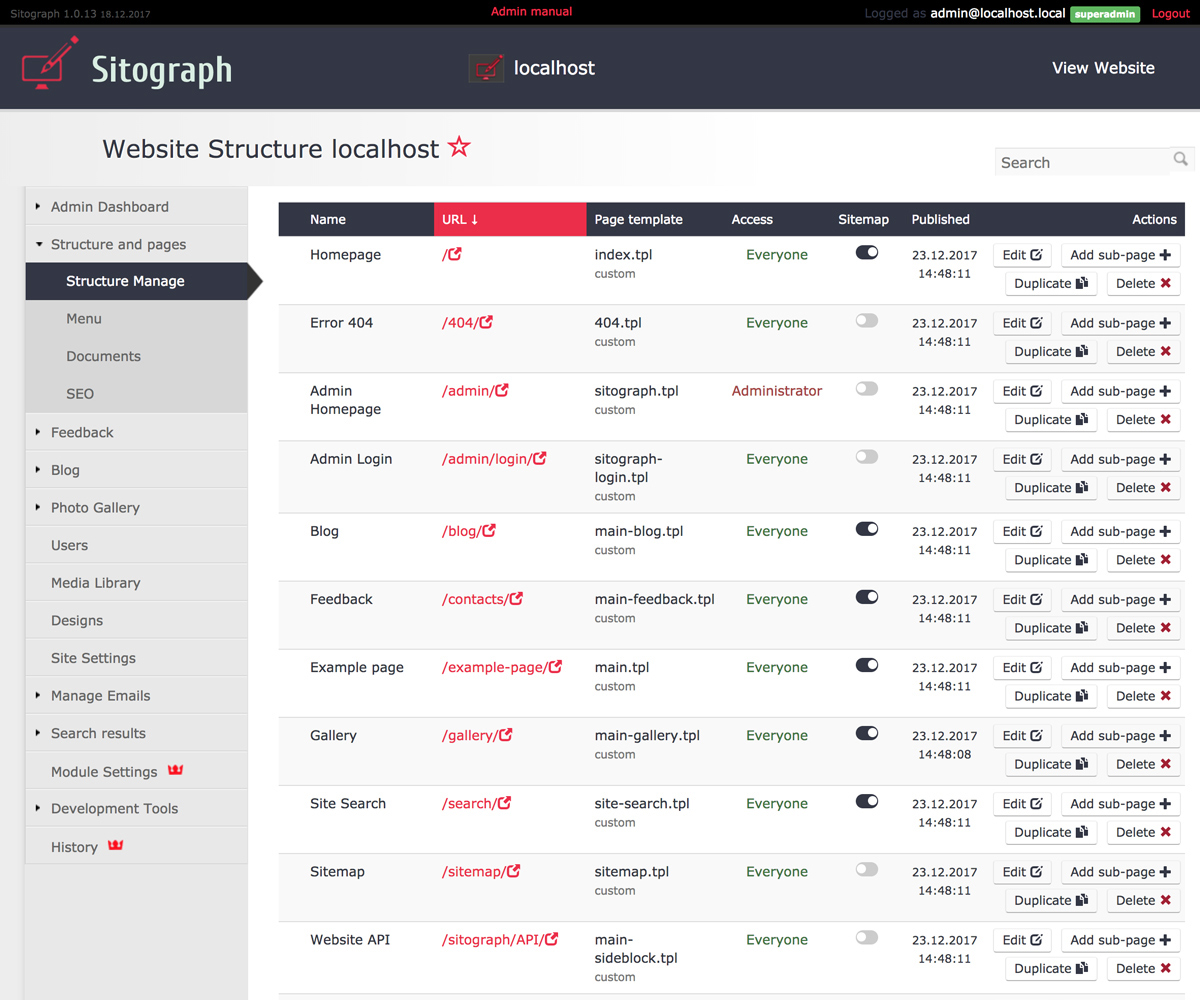 Sitograph 1.0.13 18.12.2017
Admin manual
Logged as admin@localhost.local superadmin Logout
Sitograph
localhost
View Website
Website Structure localhost
Search
Admin Dashboard
Structure and pages
Structure Manage
Menu
Documents
SEO
Feedback
Blog
Photo Gallery
Users
Media Library
Designs
Site Settings
Manage Emails
Search results
Module Settings
Development Tools
History
Name URL ↓ Page template Access Sitemap Published Actions
Homepage / index.tpl Everyone 23.12.2017 Edit Add sub-page
custom 14:48:11 Duplicate Delete
Error 404 /404/ 404.tpl Everyone 23.12.2017 Edit Add sub-page
custom 14:48:11 Duplicate Delete
Admin /admin/ sitograph.tpl Administrator 23.12.2017 Edit Add sub-page
Homepage custom 14:48:11 Duplicate Delete
Admin Login /admin/login/ sitograph- Everyone 23.12.2017 Edit Add sub-page
login.tpl 14:48:11 Duplicate Delete
custom
Blog /blog/ main-blog.tpl Everyone 23.12.2017 Edit Add sub-page
custom 14:48:11 Duplicate Delete
Feedback /contacts/ main-feedback.tpl Everyone 23.12.2017 Edit Add sub-page
custom 14:48:11 Duplicate Delete
Example page /example-page/ main.tpl Everyone 23.12.2017 Edit Add sub-page
custom 14:48:11 Duplicate Delete
Gallery /gallery/ main-gallery.tpl Everyone 23.12.2017 Edit Add sub-page
custom 14:48:08 Duplicate Delete
Site Search /search/ site-search.tpl Everyone 23.12.2017 Edit Add sub-page
custom 14:48:11 Duplicate Delete
Sitemap /sitemap/ sitemap.tpl Everyone 23.12.2017 Edit Add sub-page
custom 14:48:11 Duplicate Delete
Website API /sitograph/API/ main- Everyone 23.12.2017 Edit Add sub-page
sideblock.tpl 14:48:11 Duplicate Delete
custom